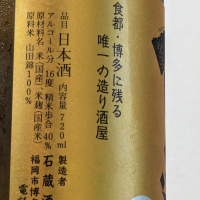 食都・博多に残る
唯一の造り酒屋
品目 日本酒 内容量 720ml 製造者
アルコール分 16度 精米歩合 40% 石蔵酒
原材料名 米(国産)、米麹(国産米) 福岡市博
原料米 山田錦100% 電話